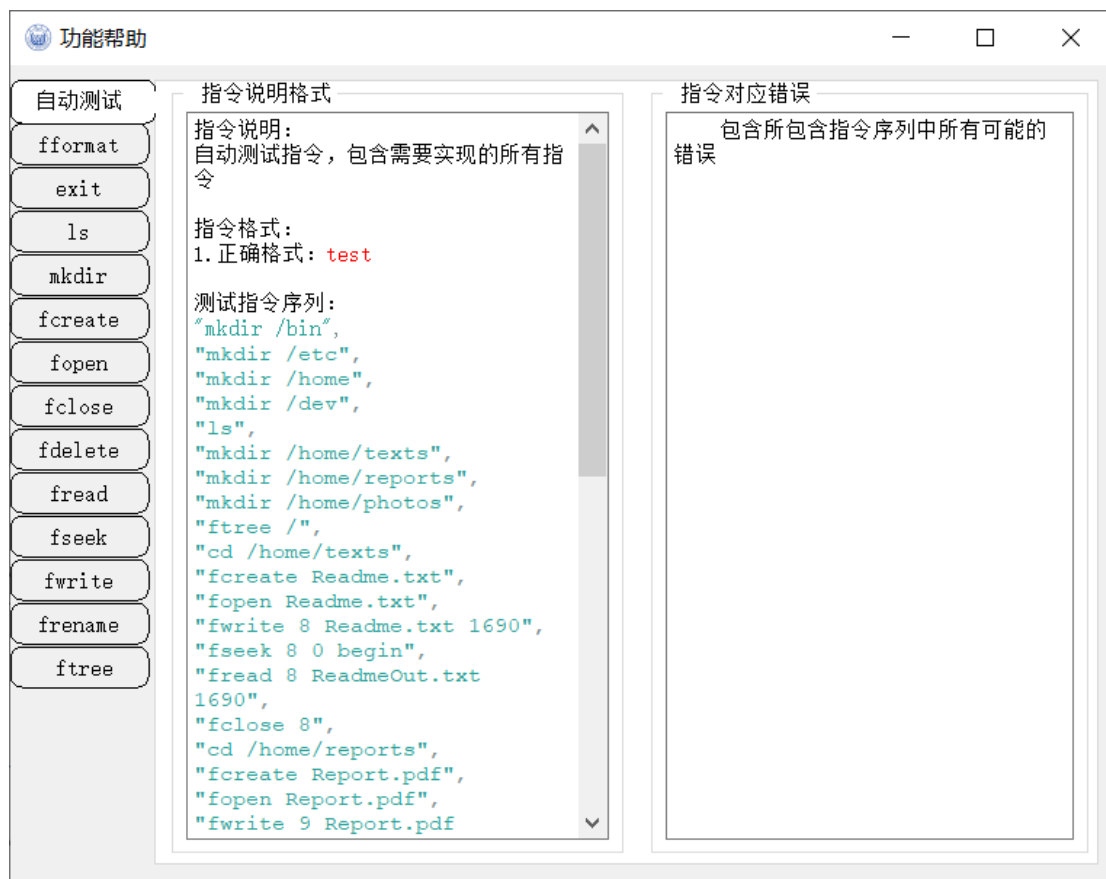 功能帮助
自动测试
fformat
exit
ls
mkdir
fcreate
fopen
fclose
fdelete
fread
fseek
fwrite
frename
ftree
指令说明格式
指令说明:
自动测试指令，包含需要实现的所有指
令
指令格式:
1.正确格式: test
测试指令序列:
"mkdir /bin",
"mkdir /etc",
"mkdir /home",
"mkdir /dev",
"ls",
"mkdir /home/texts",
"mkdir /home/reports",
"mkdir /home/photos",
"ftree /",
"cd /home/texts",
"fcreate Readme.txt",
"fopen Readme.txt",
"fwrite 8 Readme.txt 1690",
"fseek 8 0 begin",
"fread 8 ReadmeOut.txt
1690",
"fclose 8",
"cd /home/reports",
"fcreate Report.pdf",
"fopen Report.pdf",
"fwrite 9 Report.pdf
指令对应错误
包含所包含指令序列中所有可能的
错误